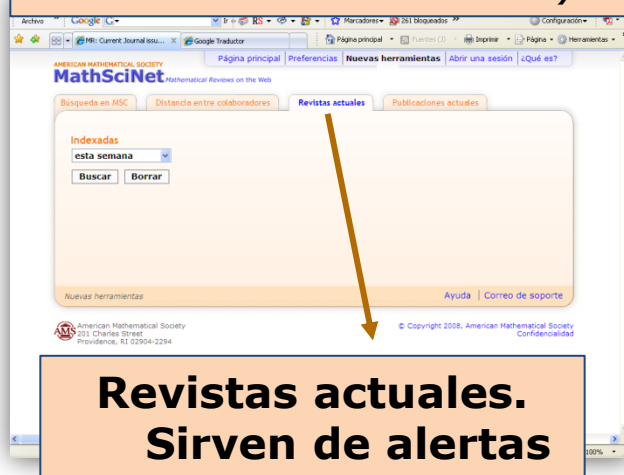 Archivo Google G Ir RS Marcadores 261 bloqueados Configuración
MR: Current Journal issu... Google Traductor Página principal Fuentes (J) Imprimir Página Herramientas
AMERICAN MATHEMATICAL SOCIETY
MathSciNet Mathematical Reviews on the Web
Página principal | Preferencias | Nuevas herramientas | Abrir una sesión | ¿Qué es?
Búsqueda en MSC Distancia entre colaboradores Revistas actuales Publicaciones actuales
Indexadas
esta semana
Buscar Borrar
Nuevas herramientas Ayuda | Correo de soporte
AMS American Mathematical Society
201 Charles Street
Providence, RI 02904-2294
© Copyright 2008, American Mathematical Society
Confidencialidad
Revistas actuales.
Sirven de alertas
100%